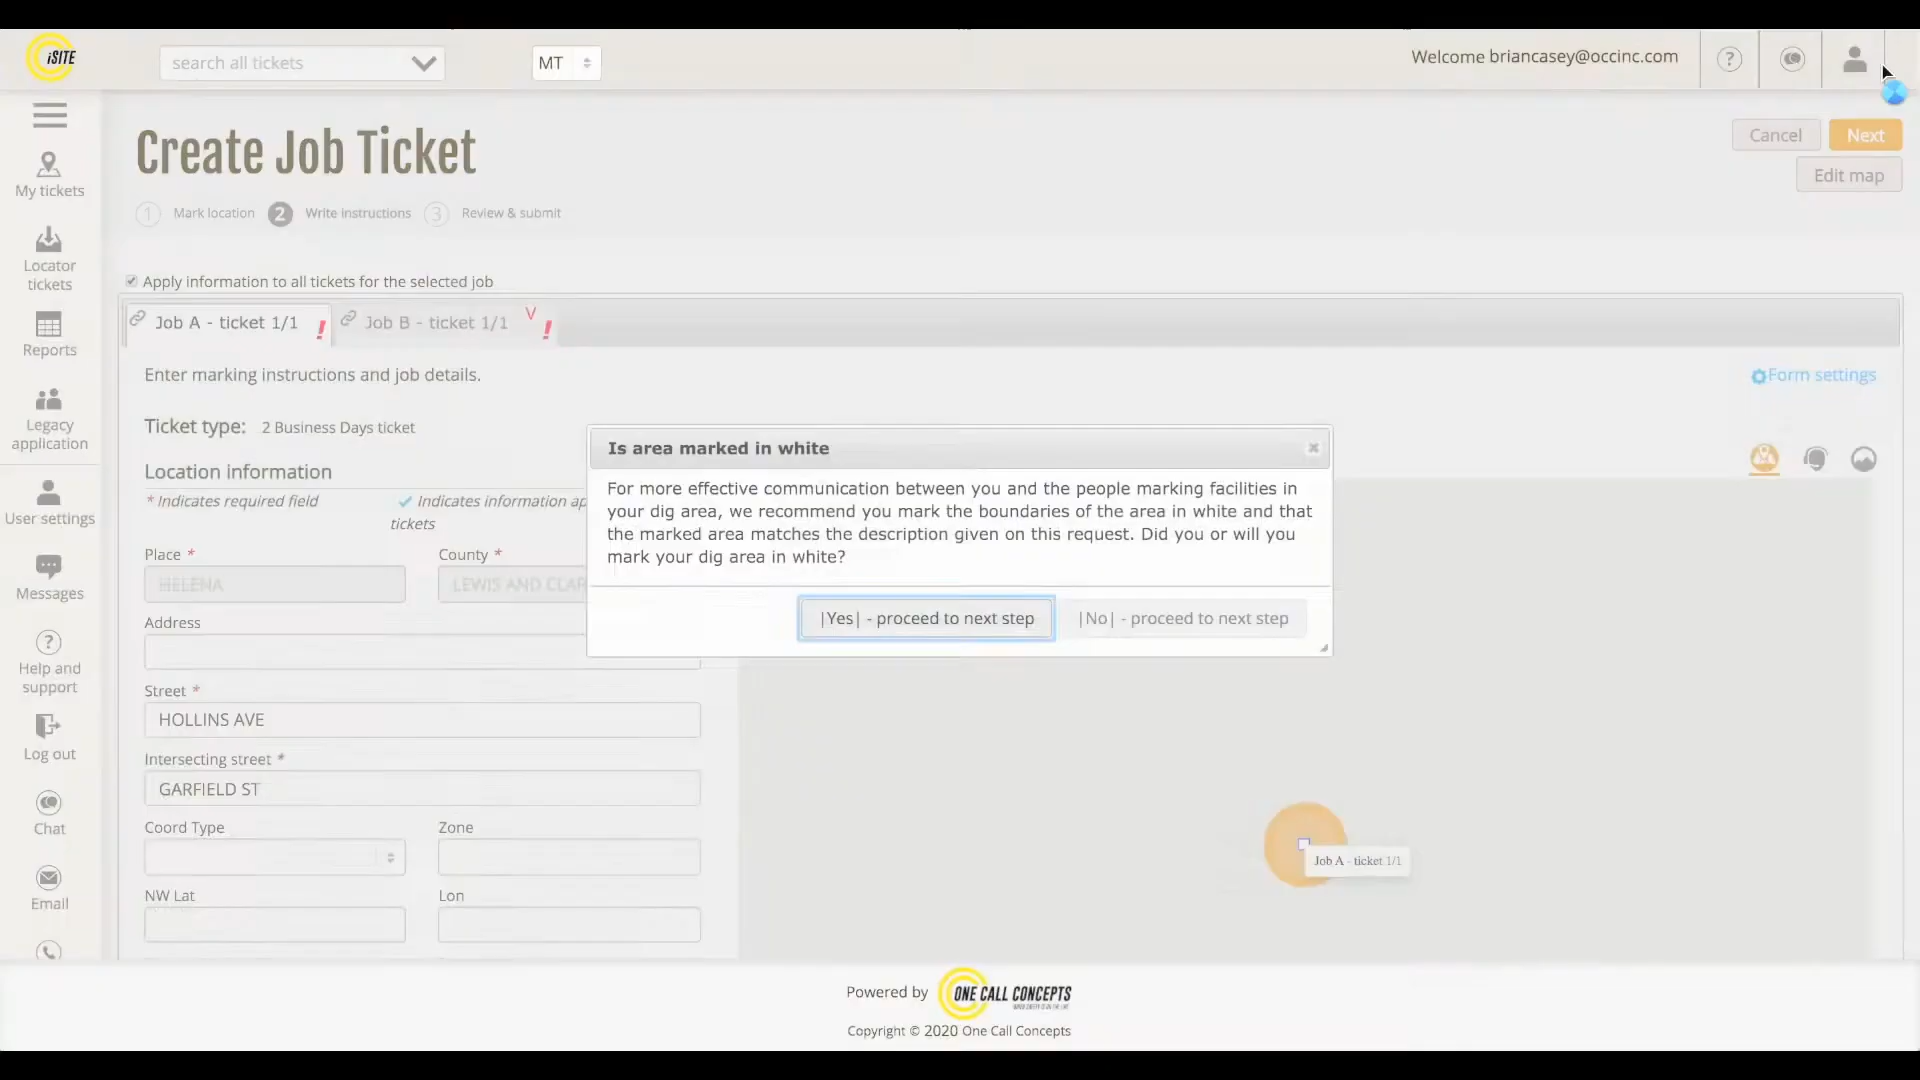 iSITE
search all tickets
MT
Welcome briancasey@occinc.com
?
Create Job Ticket
Cancel
Next
Edit map
My tickets
1 Mark location 2 Write instructions 3 Review & submit
Locator
tickets
Apply information to all tickets for the selected job
Job A - ticket 1/1 ! Job B - ticket 1/1 V !
Reports
Enter marking instructions and job details.
Form settings
Legacy
application
Ticket type: 2 Business Days ticket
Location information
* Indicates required field
Indicates information ap
tickets
User settings
Is area marked in white
For more effective communication between you and the people marking facilities in
your dig area, we recommend you mark the boundaries of the area in white and that
the marked area matches the description given on this request. Did you or will you
mark your dig area in white?
|Yes| - proceed to next step
|No| - proceed to next step
Place *
County *
HELENA
LEWIS AND CLAR
Messages
Address
?
Help and
support
Street *
HOLLINS AVE
Log out
Intersecting street *
GARFIELD ST
Coord Type
Zone
Chat
Job A - ticket 1/1
NW Lat
Lon
Email
Powered by ONE CALL CONCEPTS
Copyright © 2020 One Call Concepts